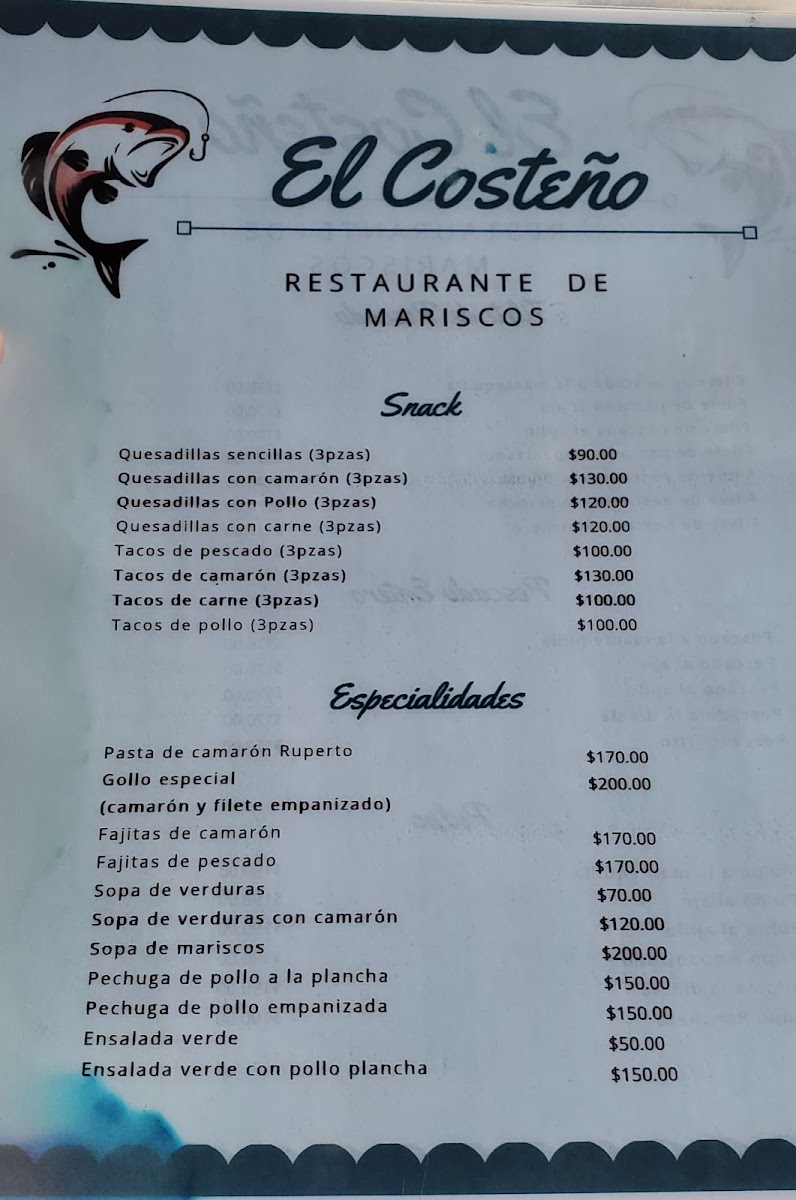 El Costeño
RESTAURANTE DE
MARISCOS
Snack
Quesadillas sencillas (3pzas) $90.00
Quesadillas con camarón (3pzas) $130.00
Quesadillas con Pollo (3pzas) $120.00
Quesadillas con carne (3pzas) $120.00
Tacos de pescado (3pzas) $100.00
Tacos de camarón (3pzas) $130.00
Tacos de carne (3pzas) $100.00
Tacos de pollo (3pzas) $100.00
Especialidades
Pasta de camarón Ruperto $170.00
Gollo especial $200.00
(camarón y filete empanizado)
Fajitas de camarón $170.00
Fajitas de pescado $170.00
Sopa de verduras $70.00
Sopa de verduras con camarón $120.00
Sopa de mariscos $200.00
Pechuga de pollo a la plancha $150.00
Pechuga de pollo empanizada $150.00
Ensalada verde $50.00
Ensalada verde con pollo plancha $150.00